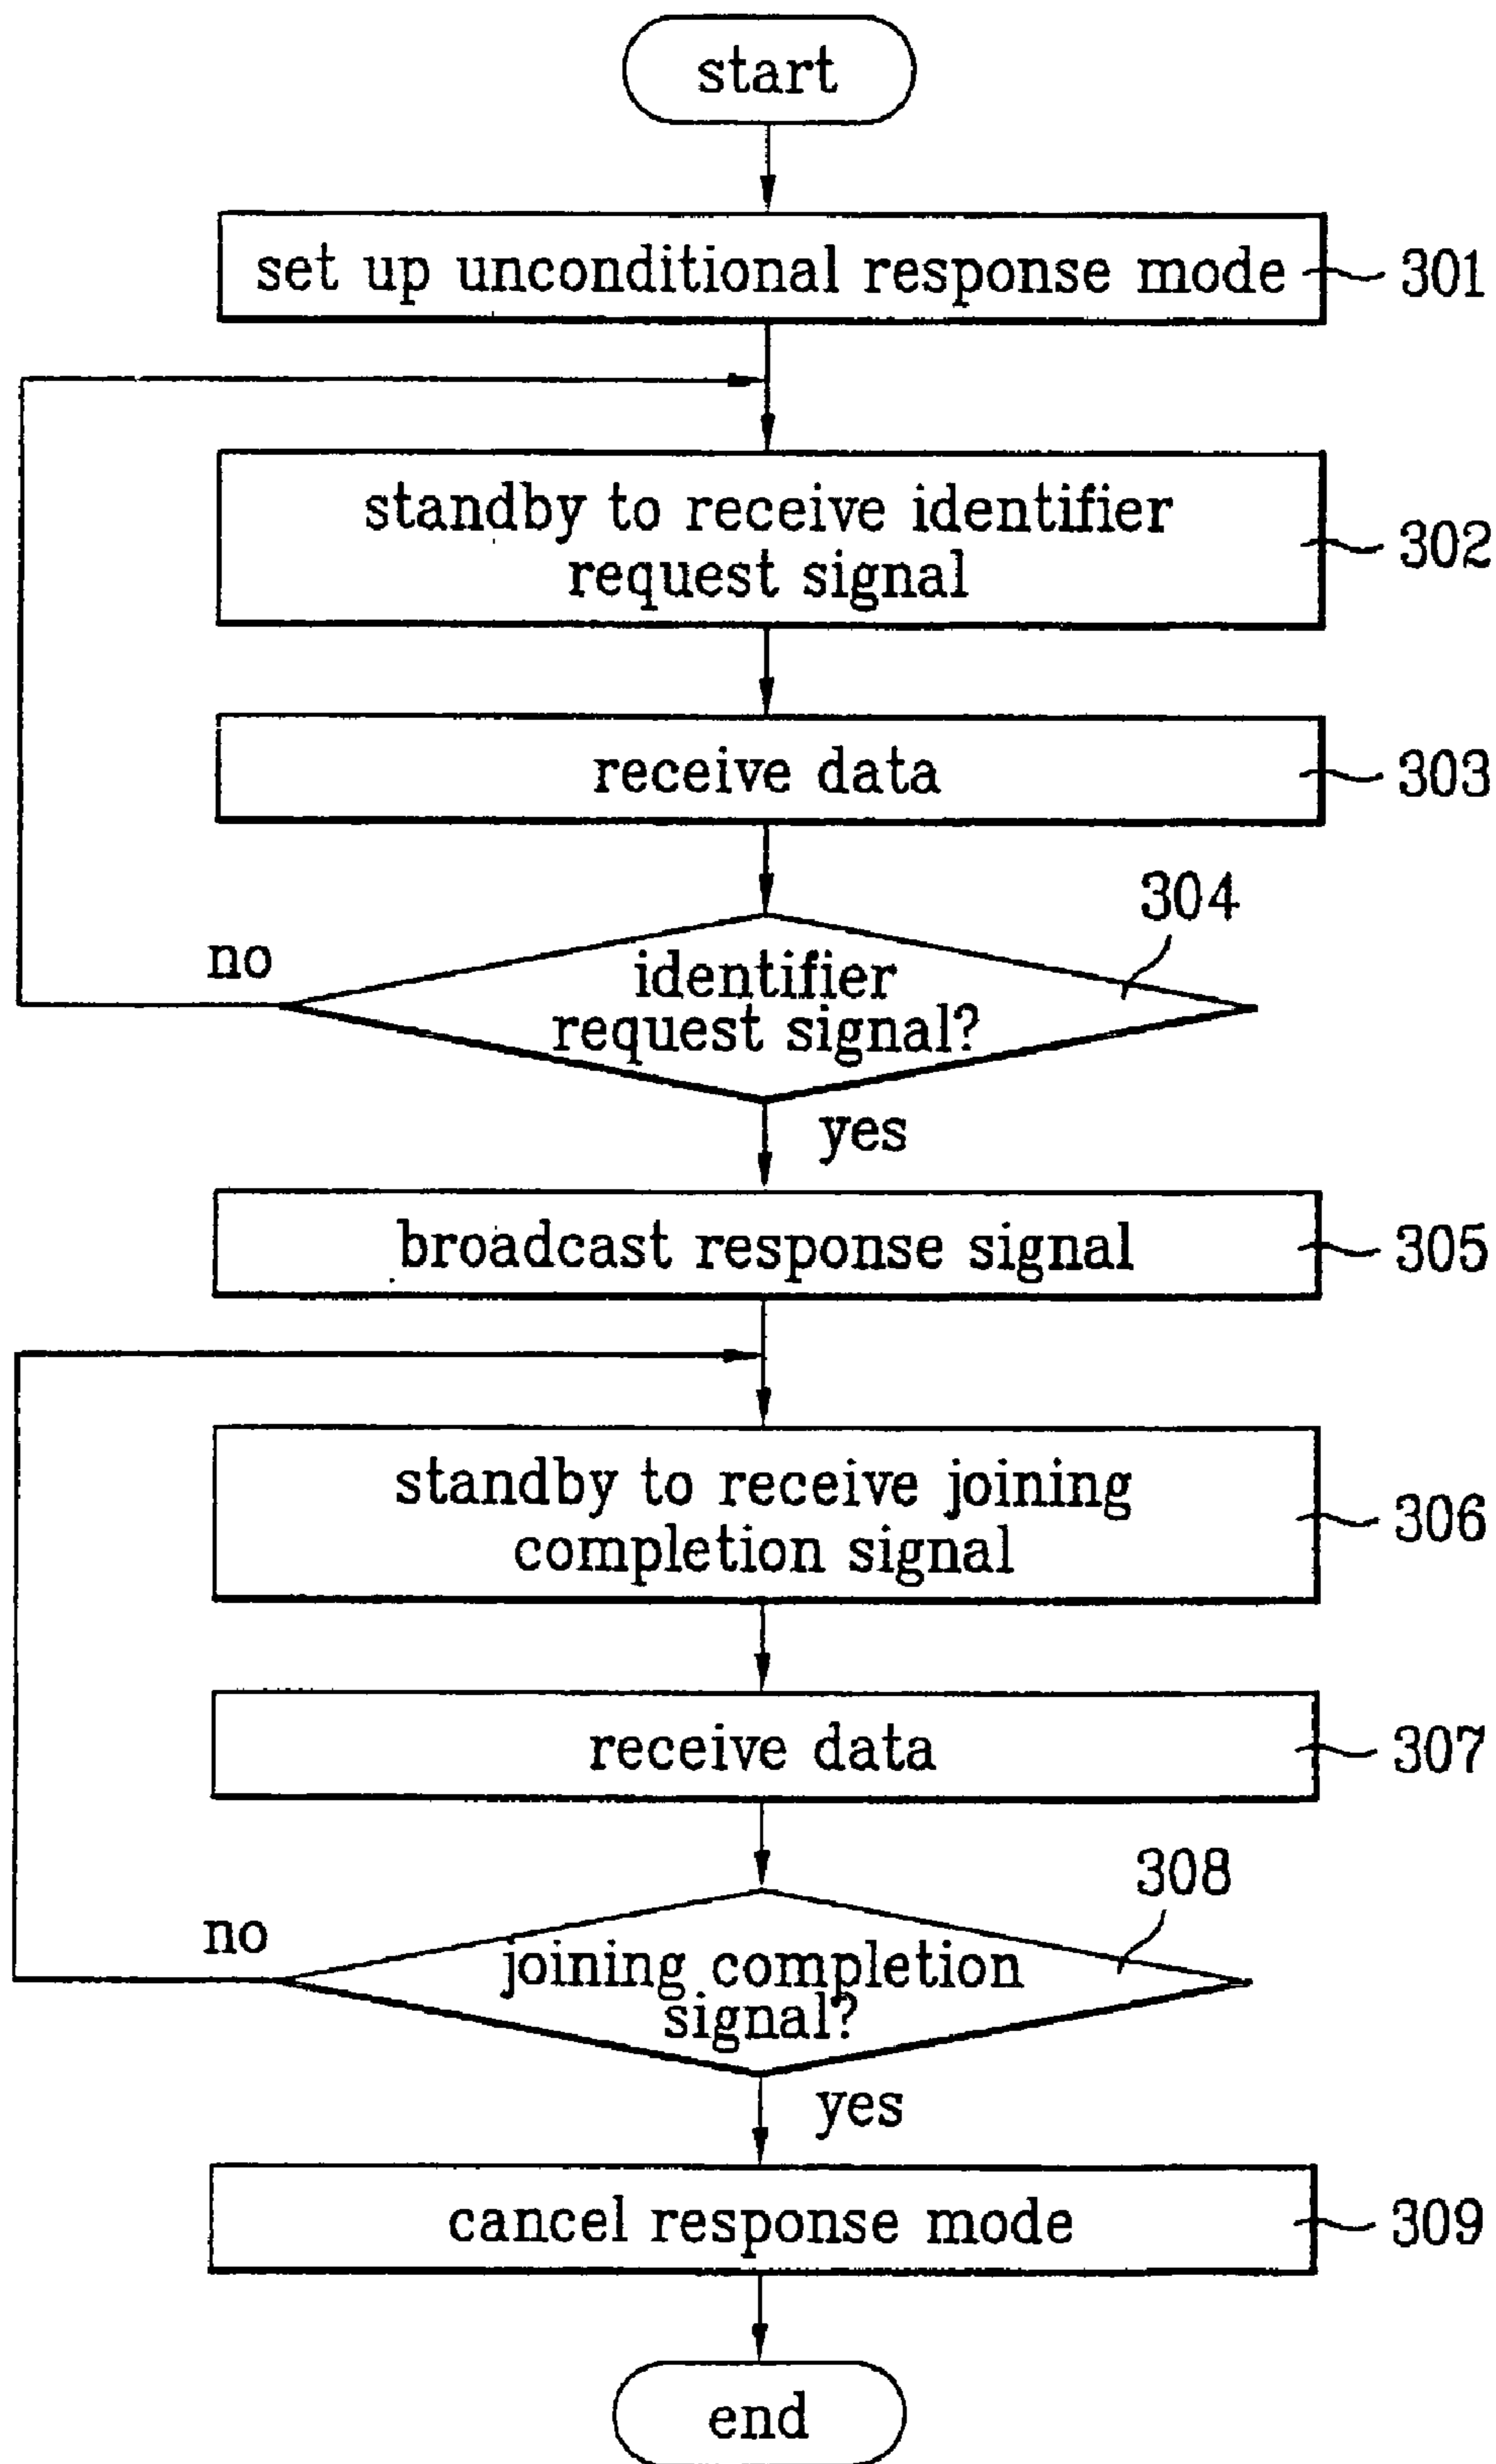 start
set up unconditional response mode
301
standby to receive identifier
request signal
302
receive data
303
304
no
identifier
request signal?
yes
broadcast response signal
305
standby to receive joining
completion signal
306
receive data
307
308
no
joining completion
signal?
yes
cancel response mode
309
end